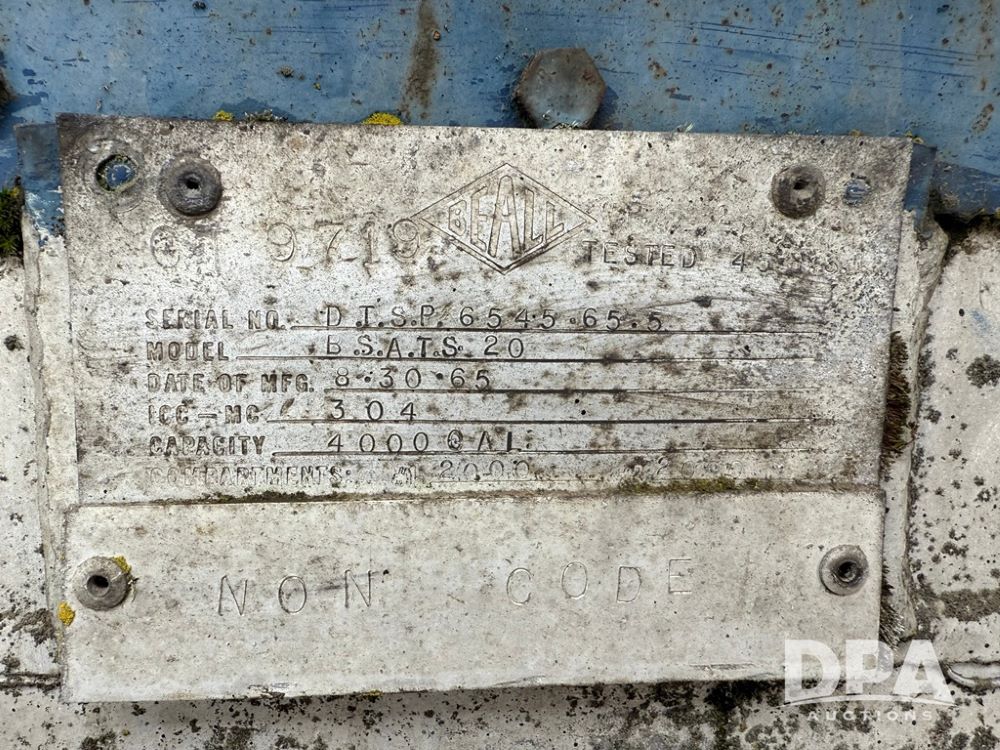 BEALL
9719
TESTED
SERIAL NO. D.T.S.P. 6545-65.5
MODEL B.S.A.T.S. 20
DATE OF MFG. 8-30-65
ICC-MC 304
CAPACITY 4000 GAL.
COMPARTMENTS: 2000
NON CODE
DPA
AUCTIONS